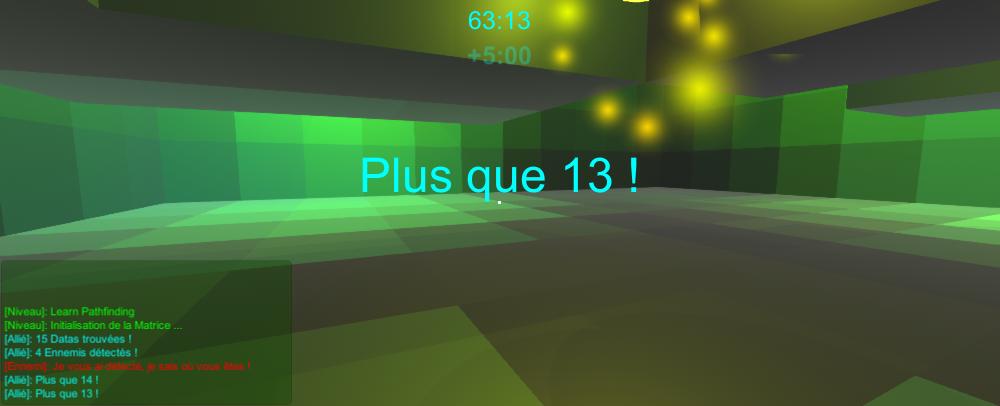 63:13
+5:00
Plus que 13 !
[Niveau]: Learn Pathfinding
[Niveau]: Initialisation de la Matrice ...
[Allié]: 15 Datas trouvées !
[Allié]: 4 Ennemis détectés !
[Ennemi]: Je vous ai détecté, je sais où vous êtes !
[Allié]: Plus que 14 !
[Allié]: Plus que 13 !